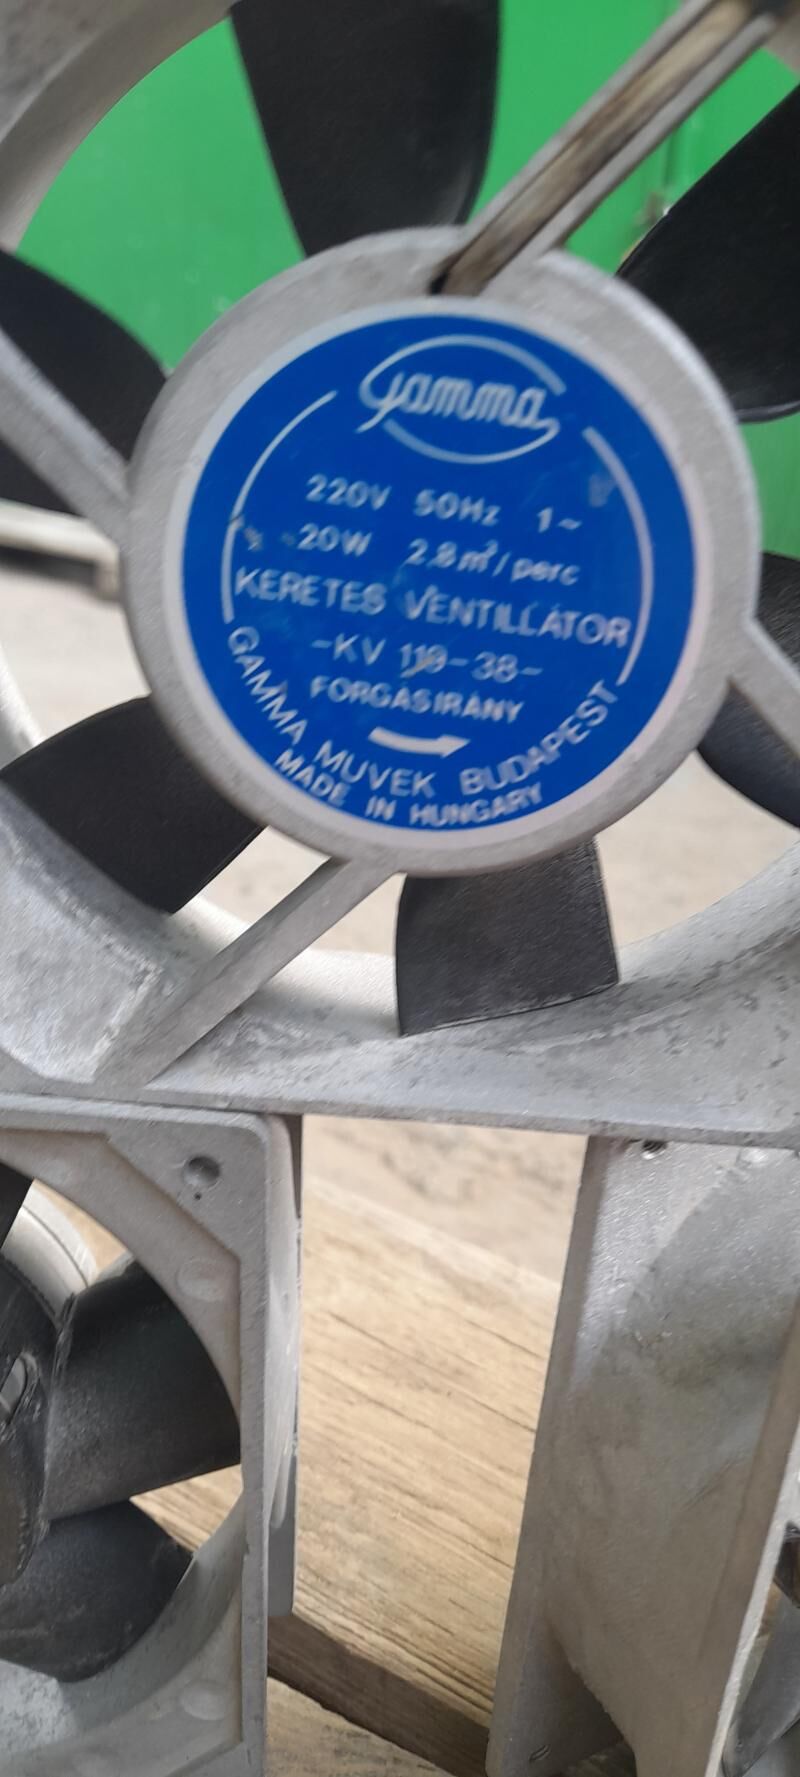 Gamma
220V 50Hz 1~
20W 2.8m³/perc
KERETES VENTILLÁTOR
-KV 119-38-
FORGÁSIRÁNY
GAMMA MUVEK BUDAPEST
MADE IN HUNGARY